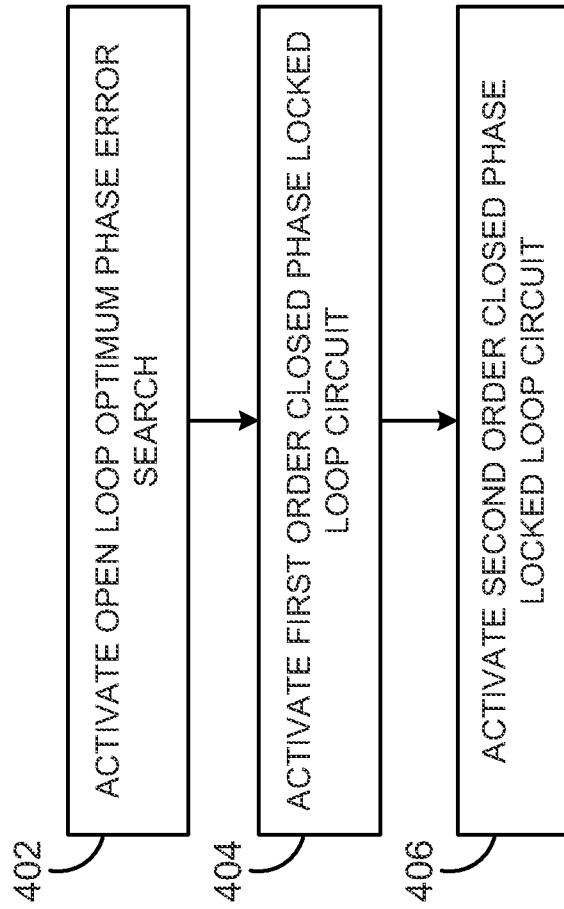 402
ACTIVATE OPEN LOOP OPTIMUM PHASE ERROR
SEARCH
404
ACTIVATE FIRST ORDER CLOSED PHASE LOCKED
LOOP CIRCUIT
406
ACTIVATE SECOND ORDER CLOSED PHASE
LOCKED LOOP CIRCUIT